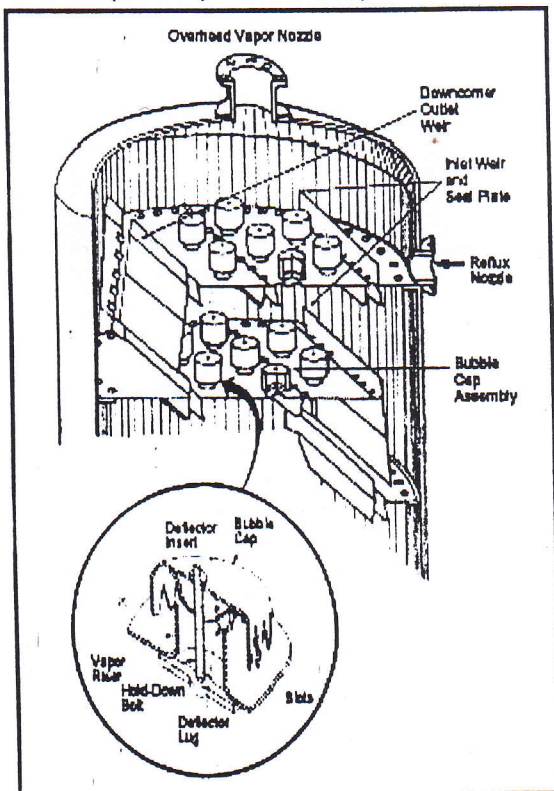 Overhead Vapor Nozzle
Downcomer
Outlet
Weir
Inlet Weir
and
Seal Plate
Reflux
Nozzle
Bubble
Cap
Assembly
Deflector
Insert
Bubble
Cap
Vapor
Riser
Hold-Down
Bolt
Deflector
Lug
Slots